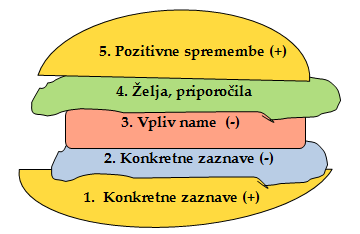 5. Pozitivne spremembe (+)
4. Želja, priporočila
3. Vpliv name (-)
2. Konkretne zaznave (-)
1. Konkretne zaznave (+)